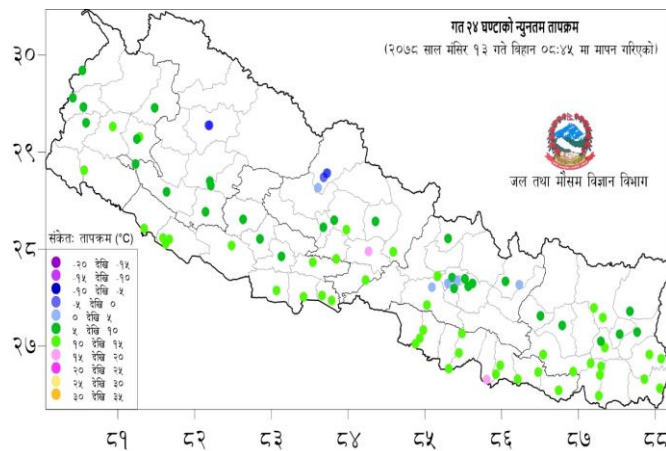 गत २४ घण्टाको न्युनतम तापक्रम
(२०७८ साल मंसिर १३ गते बिहान ०८:४५ मा मापन गरिएको)
३०
२९
२८
२७
जल तथा मौसम विज्ञान विभाग
संकेत: तापक्रम (°C)
-२० देखि -१५
-१५ देखि -१०
-१० देखि -५
-५ देखि ०
० देखि ५
५ देखि १०
१० देखि १५
१५ देखि २०
२० देखि २५
२५ देखि ३०
३० देखि ३५
८१ ८२ ८३ ८४ ८५ ८६ ८७ ८८